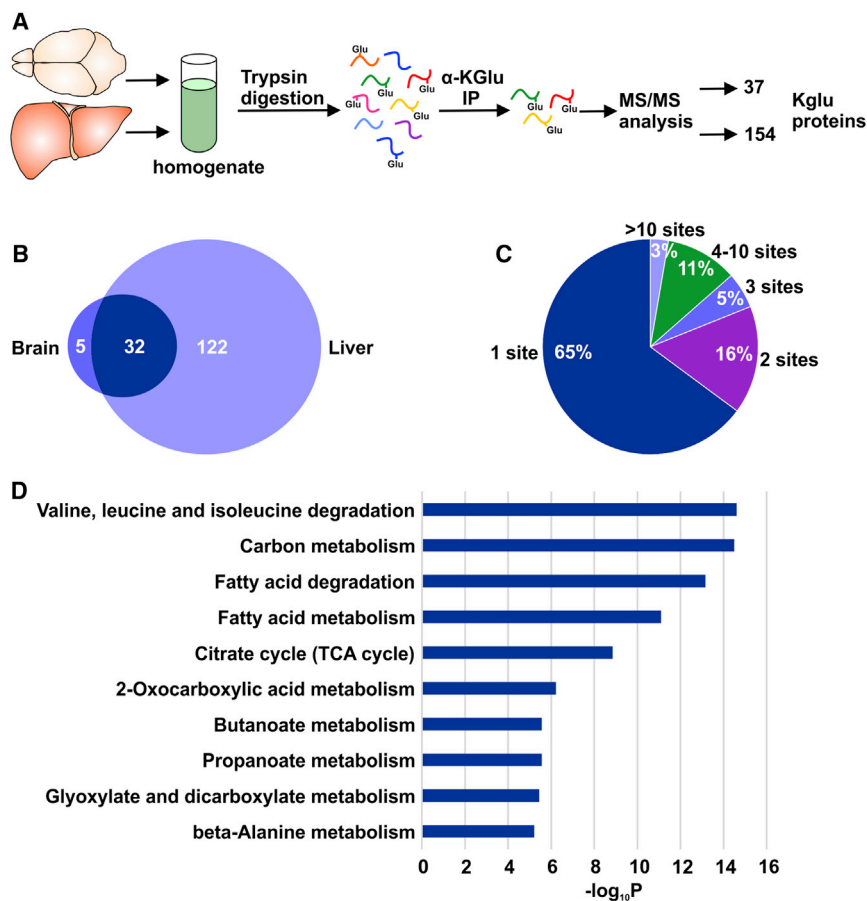 A
Glu
Glu
Glu
Glu
Glu
Glu
Trypsin
digestion
α-KGlu
IP
Glu
Glu
Glu
MS/MS
analysis
37
154
Kglu
proteins
homogenate
B
Brain
5
32
122
Liver
C
>10 sites
3%
4-10 sites
11%
3 sites
5%
2 sites
16%
1 site
65%
D
Valine, leucine and isoleucine degradation
Carbon metabolism
Fatty acid degradation
Fatty acid metabolism
Citrate cycle (TCA cycle)
2-Oxocarboxylic acid metabolism
Butanoate metabolism
Propanoate metabolism
Glyoxylate and dicarboxylate metabolism
beta-Alanine metabolism
0 2 4 6 8 10 12 14 16
-log₁₀P